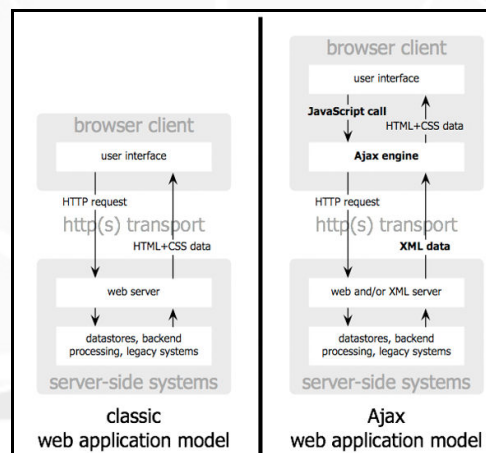 browser client
user interface
HTTP request
http(s) transport
HTML+CSS data
web server
datastores, backend
processing, legacy systems
server-side systems
classic
web application model
browser client
user interface
JavaScript call
HTML+CSS data
Ajax engine
HTTP request
http(s) transport
XML data
web and/or XML server
datastores, backend
processing, legacy systems
server-side systems
Ajax
web application model